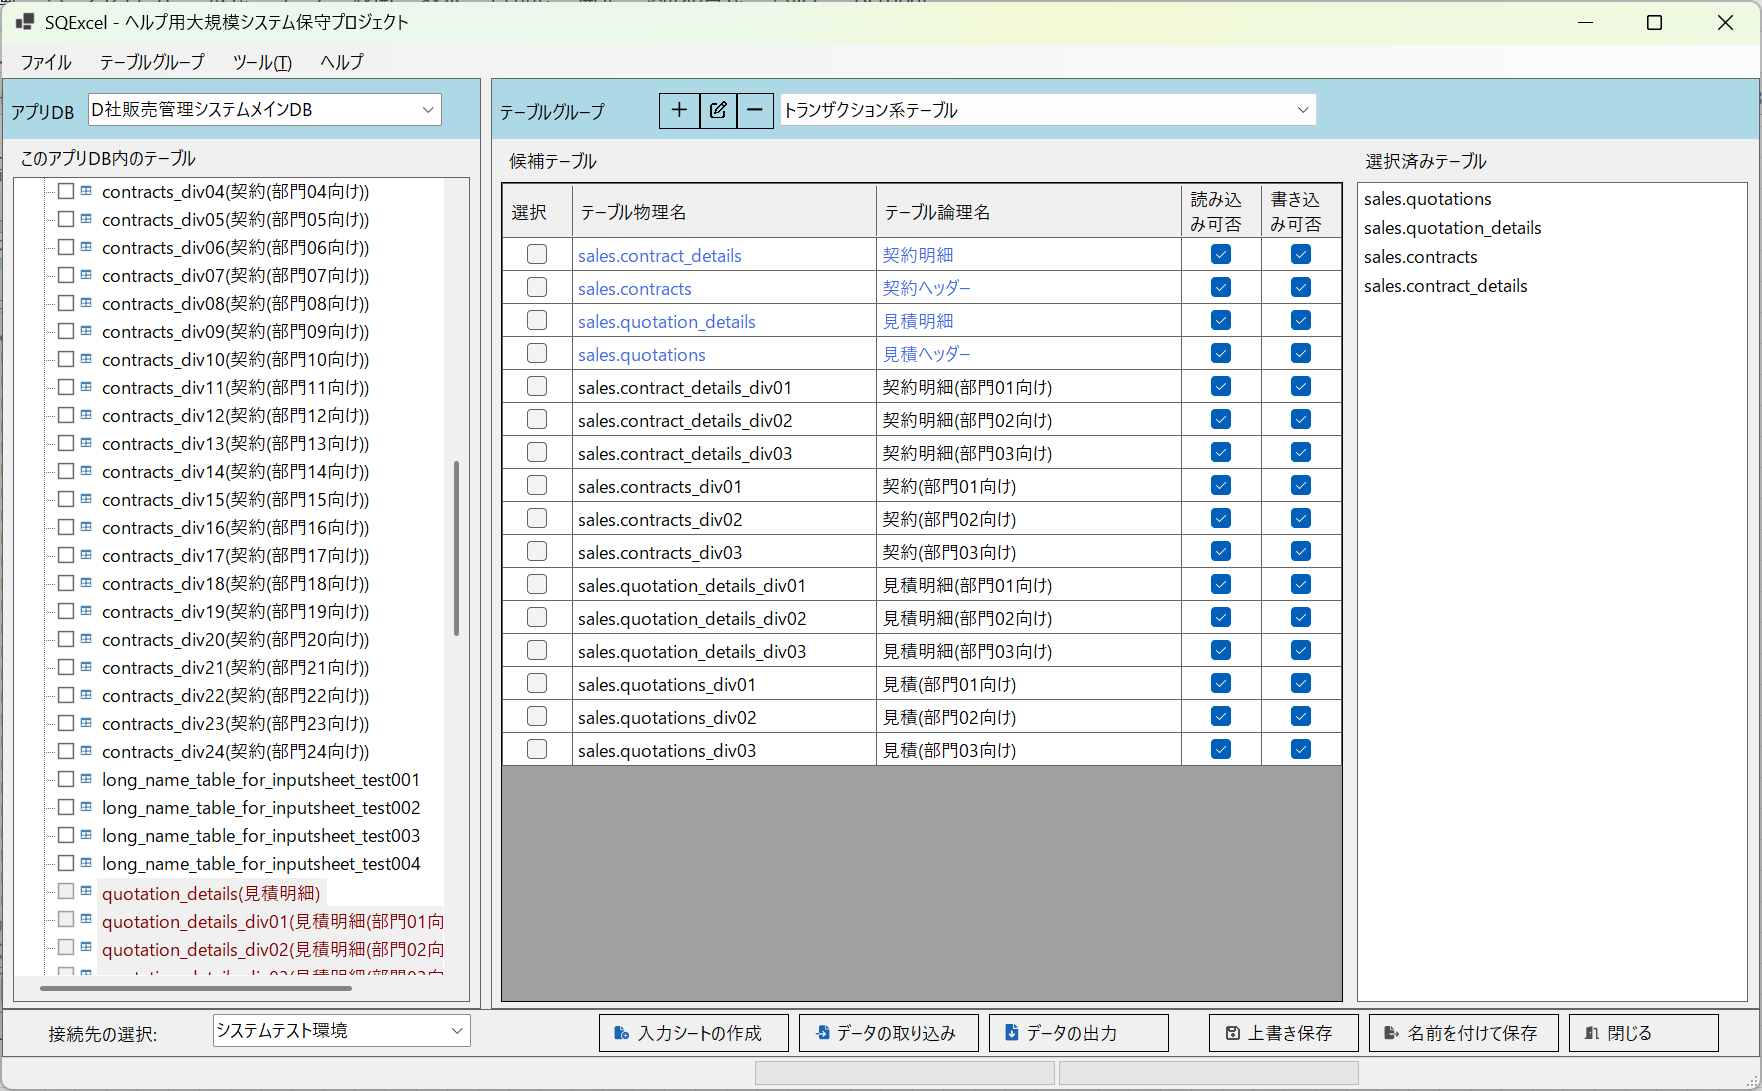 SQExcel - ヘルプ用大規模システム保守プロジェクト
ファイル テーブルグループ ツール(T) ヘルプ
アプリDB D社販売管理システムメインDB
このアプリDB内のテーブル
contracts_div04(契約(部門04向け))
contracts_div05(契約(部門05向け))
contracts_div06(契約(部門06向け))
contracts_div07(契約(部門07向け))
contracts_div08(契約(部門08向け))
contracts_div09(契約(部門09向け))
contracts_div10(契約(部門10向け))
contracts_div11(契約(部門11向け))
contracts_div12(契約(部門12向け))
contracts_div13(契約(部門13向け))
contracts_div14(契約(部門14向け))
contracts_div15(契約(部門15向け))
contracts_div16(契約(部門16向け))
contracts_div17(契約(部門17向け))
contracts_div18(契約(部門18向け))
contracts_div19(契約(部門19向け))
contracts_div20(契約(部門20向け))
contracts_div21(契約(部門21向け))
contracts_div22(契約(部門22向け))
contracts_div23(契約(部門23向け))
contracts_div24(契約(部門24向け))
long_name_table_for_inputsheet_test001
long_name_table_for_inputsheet_test002
long_name_table_for_inputsheet_test003
long_name_table_for_inputsheet_test004
quotation_details(見積明細)
quotation_details_div01(見積明細(部門01向
quotation_details_div02(見積明細(部門02向
テーブルグループ トランザクション系テーブル
候補テーブル
選択 テーブル物理名 テーブル論理名 読み込み可否 書き込み可否
sales.contract_details 契約明細
sales.contracts 契約ヘッダー
sales.quotation_details 見積明細
sales.quotations 見積ヘッダー
sales.contract_details_div01 契約明細(部門01向け)
sales.contract_details_div02 契約明細(部門02向け)
sales.contract_details_div03 契約明細(部門03向け)
sales.contracts_div01 契約(部門01向け)
sales.contracts_div02 契約(部門02向け)
sales.contracts_div03 契約(部門03向け)
sales.quotation_details_div01 見積明細(部門01向け)
sales.quotation_details_div02 見積明細(部門02向け)
sales.quotation_details_div03 見積明細(部門03向け)
sales.quotations_div01 見積(部門01向け)
sales.quotations_div02 見積(部門02向け)
sales.quotations_div03 見積(部門03向け)
選択済みテーブル
sales.quotations
sales.quotation_details
sales.contracts
sales.contract_details
接続先の選択: システムテスト環境
入力シートの作成 データの取り込み データの出力 上書き保存 名前を付けて保存 閉じる